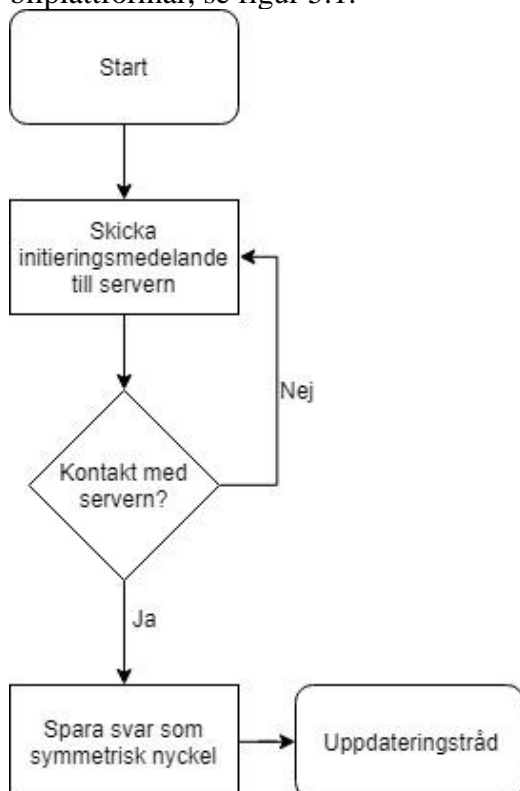 bilplattformar, se figur 3.1.
Start
Skicka
initieringsmedelande
till servern
Nej
Kontakt med
servern?
Ja
Spara svar som
symmetrisk nyckel
Uppdateringstråd